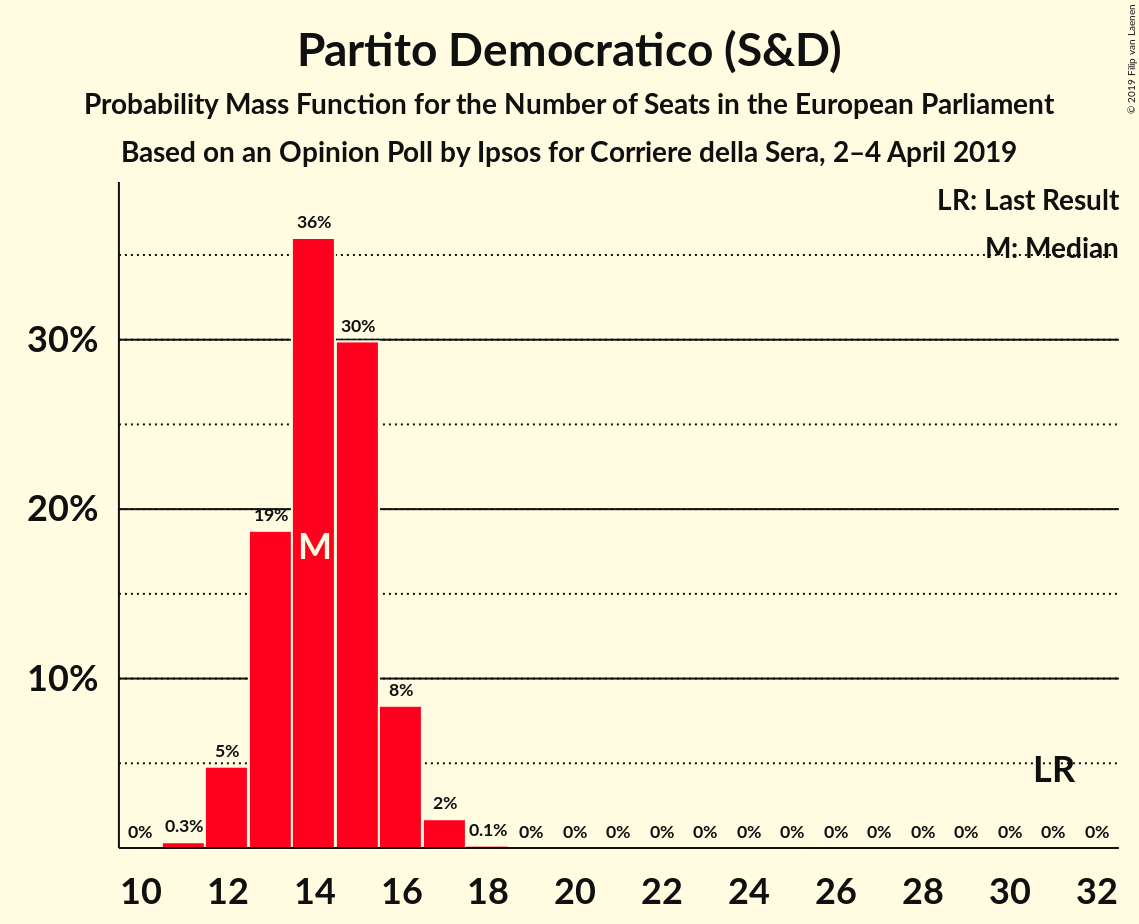 Partito Democratico (S&D)
Probability Mass Function for the Number of Seats in the European Parliament
Based on an Opinion Poll by Ipsos for Corriere della Sera, 2–4 April 2019
© 2019 Filip van Laenen
LR: Last Result
M: Median
30%
20%
10%
0% 0.3% 5% 19% 36% 30% 8% 2% 0.1% 0% 0% 0% 0% 0% 0% 0% 0% 0% 0% 0% 0% 0% 0%
M
LR
10 12 14 16 18 20 22 24 26 28 30 32